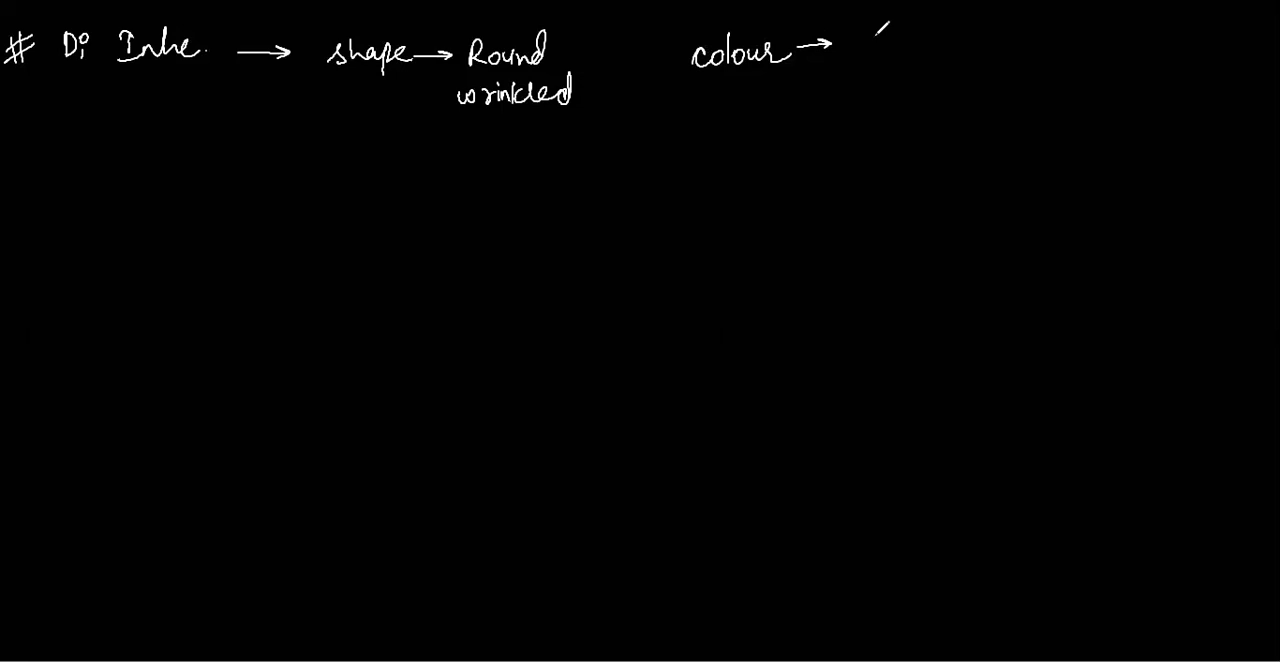 # Di Inhe. → shape → Round colour →
wrinkled